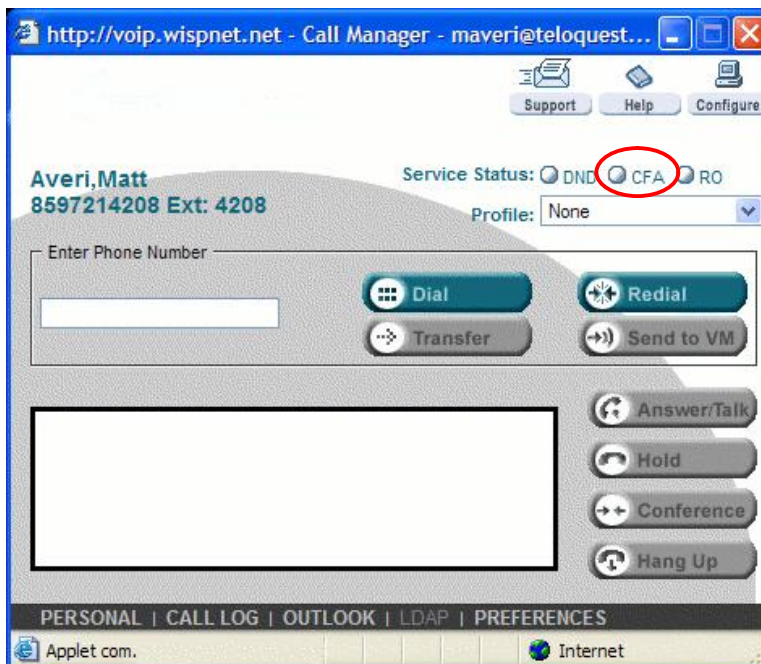 http://voip.wispnet.net - Call Manager - maveri@teloquest...
Support Help Configure
Averi,Matt
8597214208 Ext: 4208
Service Status: DND CFA RO
Profile: None
Enter Phone Number
Dial Redial
Transfer Send to VM
Answer/Talk
Hold
Conference
Hang Up
PERSONAL | CALL LOG | OUTLOOK | LDAP | PREFERENCES
Applet com. Internet